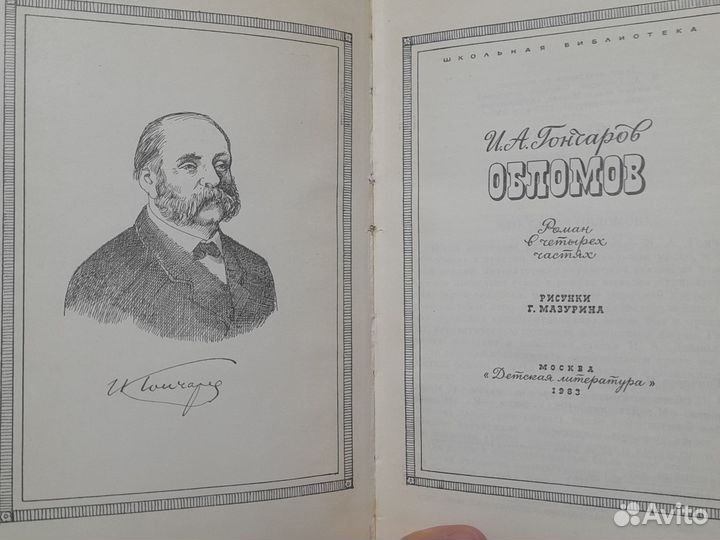 И Гончаров
ШКОЛЬНАЯ БИБЛИОТЕКА
И. А. Гончаров
ОБЛОМОВ
Роман
в четырех
частях
РИСУНКИ
Г. МАЗУРИНА
МОСКВА
«Детская литература»
1983
Avito